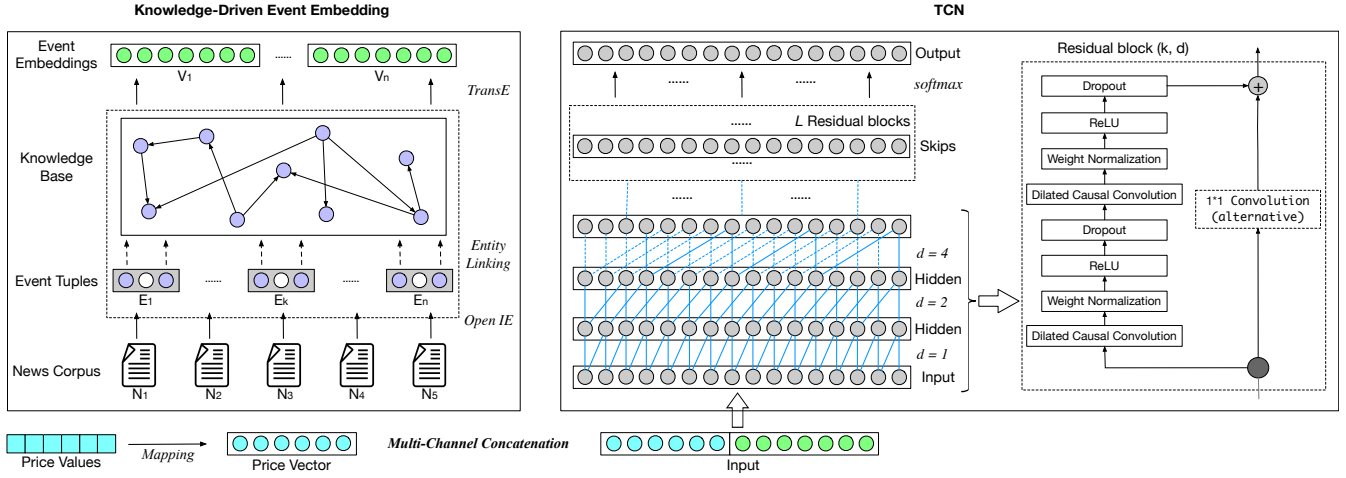 Knowledge-Driven Event Embedding
Event
Embeddings
......
V1
Vn
TransE
Knowledge
Base
Entity
Linking
Event Tuples
......
......
E1
Ek
En
Open IE
News Corpus
N1
N2
N3
N4
N5
Price Values
Mapping
Price Vector
Multi-Channel Concatenation
Input
TCN
Output
......
......
softmax
......
L Residual blocks
Skips
......
......
......
d = 4
Hidden
d = 2
Hidden
d = 1
Input
Residual block (k, d)
Dropout
+
ReLU
Weight Normalization
Dilated Causal Convolution
1*1 Convolution
(alternative)
Dropout
ReLU
Weight Normalization
Dilated Causal Convolution